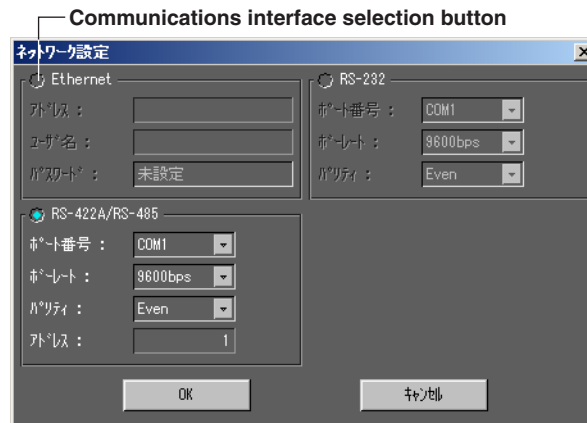 Communications interface selection button
ﾈｯﾄﾜｰｸ設定
Ethernet
ｱﾄﾞﾚｽ :
ﾕｰｻﾞ名 :
ﾊﾟｽﾜｰﾄﾞ : 未設定
RS-232
ﾎﾟｰﾄ番号 : COM1
ﾎﾞｰﾚｰﾄ : 9600bps
ﾊﾟﾘﾃｨ : Even
RS-422A/RS-485
ﾎﾟｰﾄ番号 : COM1
ﾎﾞｰﾚｰﾄ : 9600bps
ﾊﾟﾘﾃｨ : Even
ｱﾄﾞﾚｽ : 1
OK
ｷｬﾝｾﾙ